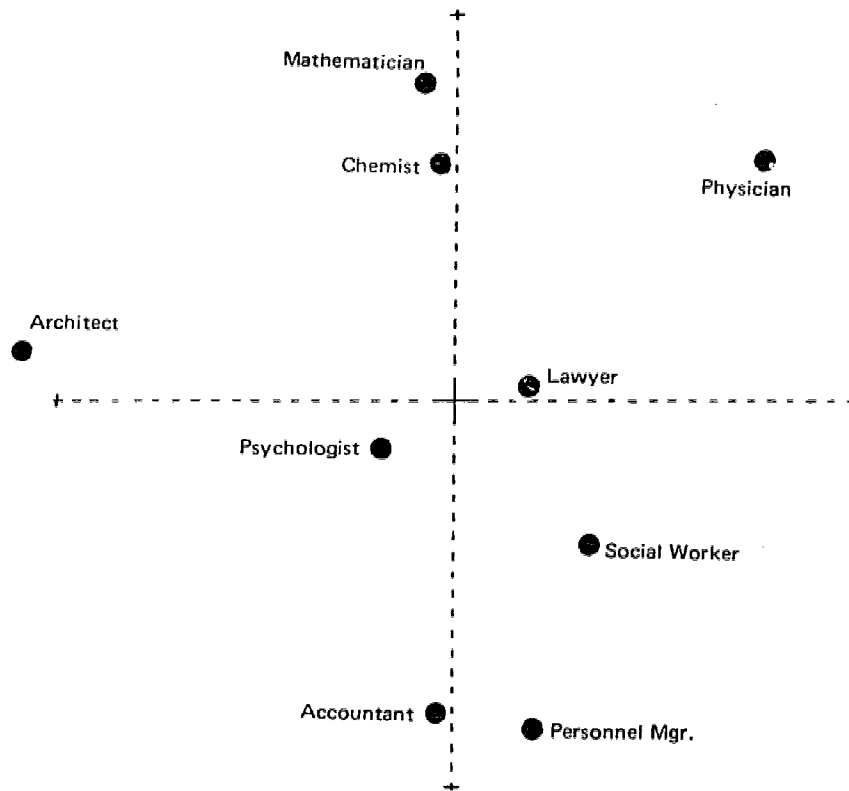 Mathematician
Chemist
Physician
Architect
Lawyer
Psychologist
Social Worker
Accountant
Personnel Mgr.